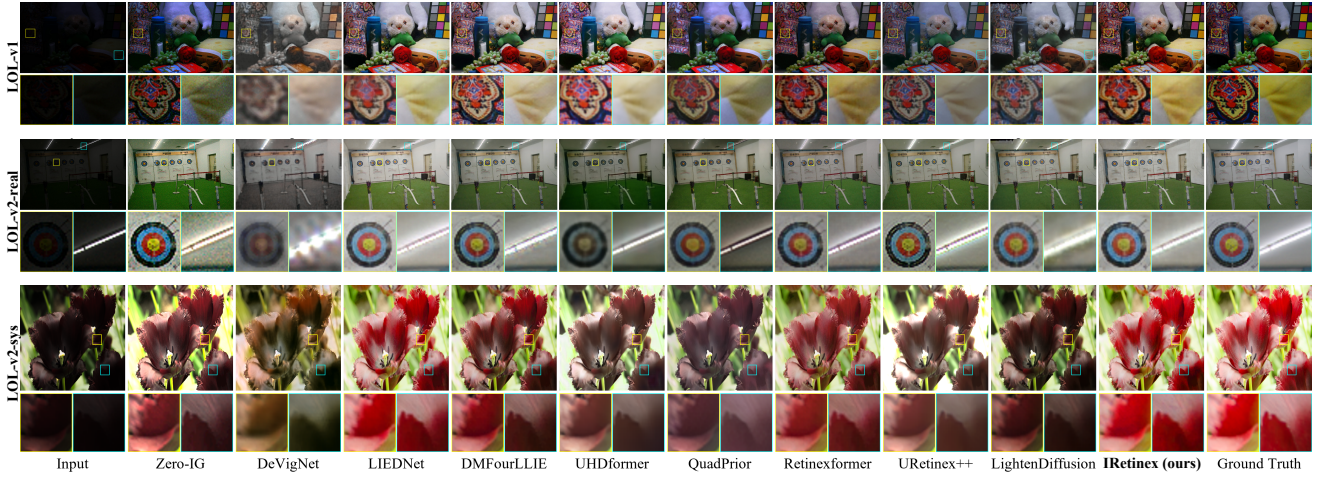 LOL-v1
LOL-v2-real
LOL-v2-sys
Input Zero-IG DeVigNet LIEDNet DMFourLLIE UHDformer QuadPrior Retinexformer URetinex++ LightenDiffusion IRetinex (ours) Ground Truth